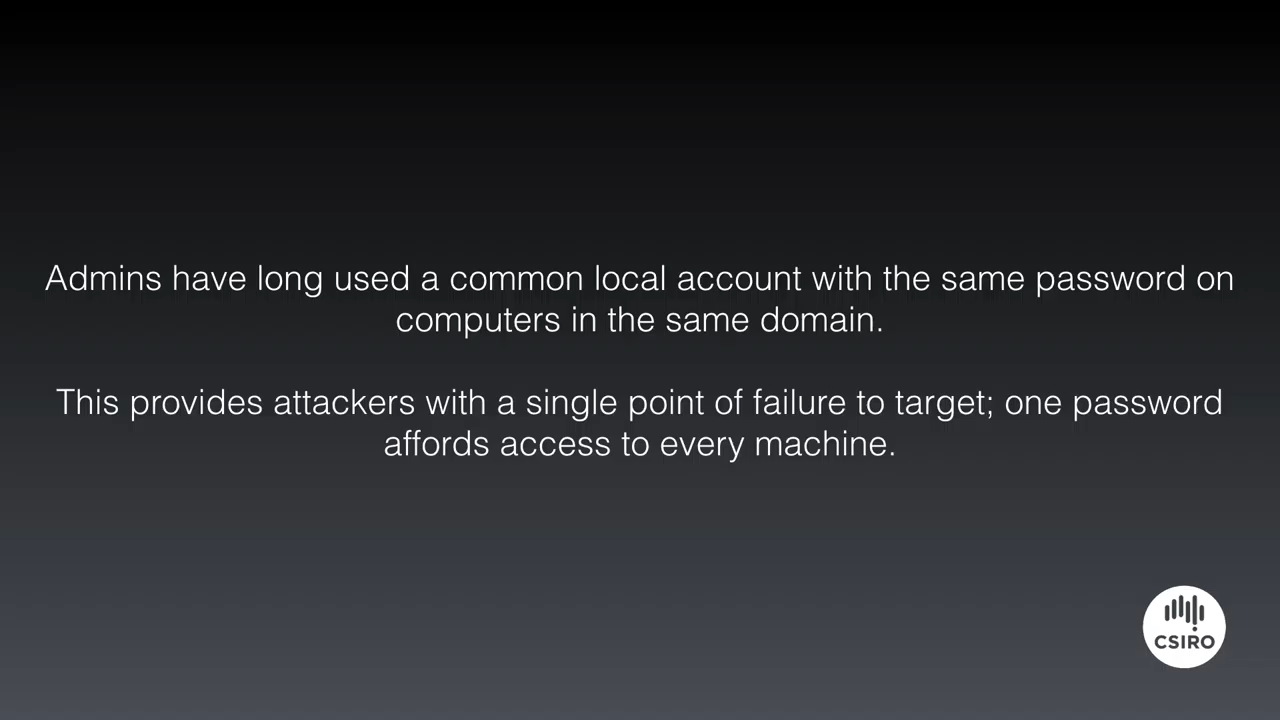 Admins have long used a common local account with the same password on
computers in the same domain.
This provides attackers with a single point of failure to target; one password
affords access to every machine.
CSIRO